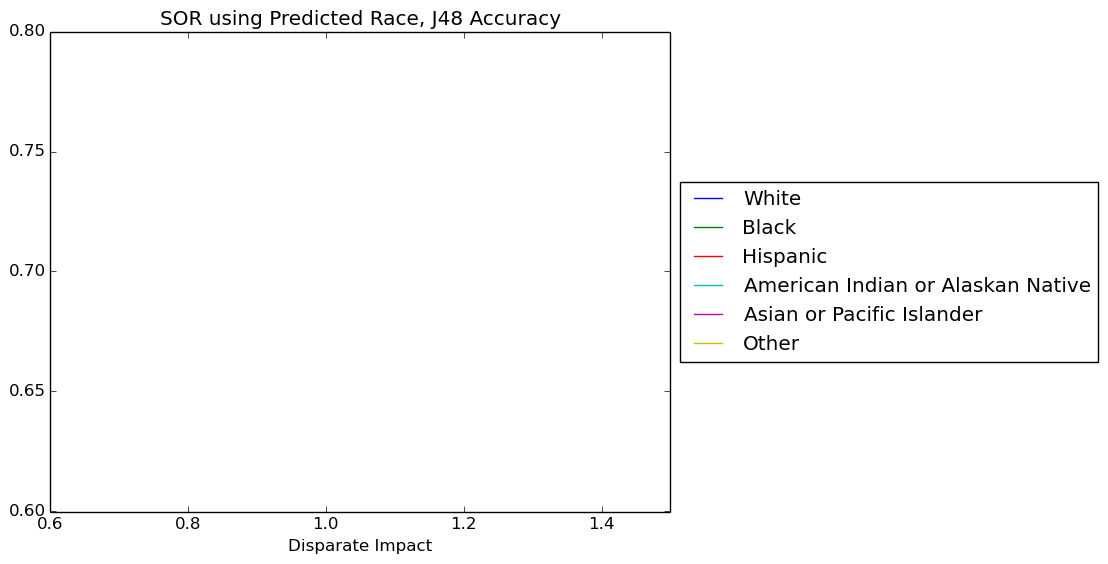 SOR using Predicted Race, J48 Accuracy
0.80
0.75
0.70
0.65
0.60
0.6 0.8 1.0 1.2 1.4
Disparate Impact
White
Black
Hispanic
American Indian or Alaskan Native
Asian or Pacific Islander
Other